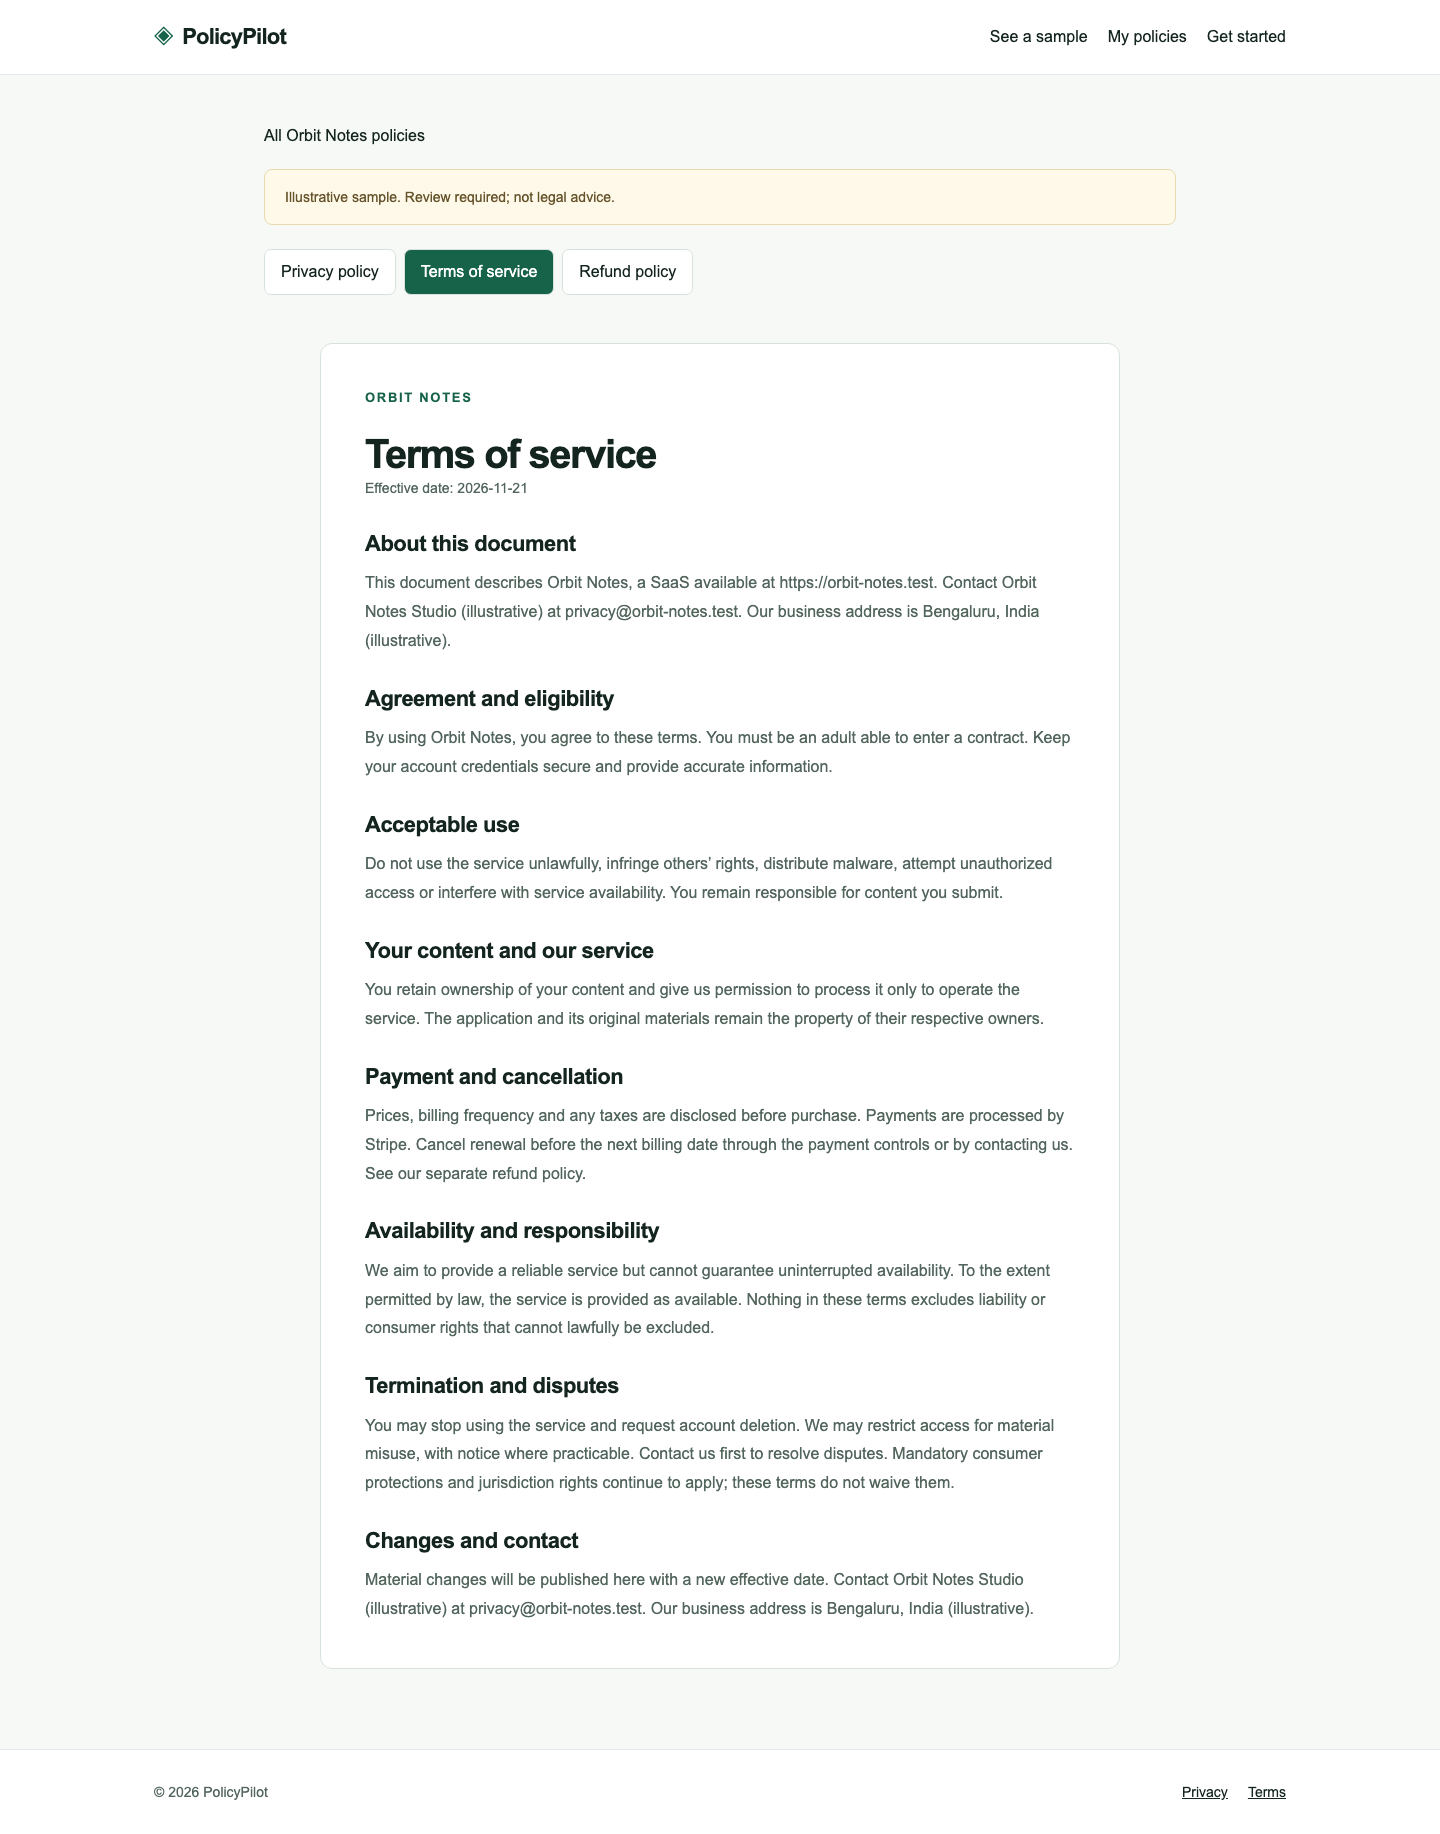 PolicyPilot
See a sample
My policies
Get started
All Orbit Notes policies
Illustrative sample. Review required; not legal advice.
Privacy policy
Terms of service
Refund policy
ORBIT NOTES
Terms of service
Effective date: 2026-11-21
About this document
This document describes Orbit Notes, a SaaS available at https://orbit-notes.test. Contact Orbit
Notes Studio (illustrative) at privacy@orbit-notes.test. Our business address is Bengaluru, India
(illustrative).
Agreement and eligibility
By using Orbit Notes, you agree to these terms. You must be an adult able to enter a contract. Keep
your account credentials secure and provide accurate information.
Acceptable use
Do not use the service unlawfully, infringe others’ rights, distribute malware, attempt unauthorized
access or interfere with service availability. You remain responsible for content you submit.
Your content and our service
You retain ownership of your content and give us permission to process it only to operate the
service. The application and its original materials remain the property of their respective owners.
Payment and cancellation
Prices, billing frequency and any taxes are disclosed before purchase. Payments are processed by
Stripe. Cancel renewal before the next billing date through the payment controls or by contacting us.
See our separate refund policy.
Availability and responsibility
We aim to provide a reliable service but cannot guarantee uninterrupted availability. To the extent
permitted by law, the service is provided as available. Nothing in these terms excludes liability or
consumer rights that cannot lawfully be excluded.
Termination and disputes
You may stop using the service and request account deletion. We may restrict access for material
misuse, with notice where practicable. Contact us first to resolve disputes. Mandatory consumer
protections and jurisdiction rights continue to apply; these terms do not waive them.
Changes and contact
Material changes will be published here with a new effective date. Contact Orbit Notes Studio
(illustrative) at privacy@orbit-notes.test. Our business address is Bengaluru, India (illustrative).
© 2026 PolicyPilot
Privacy
Terms